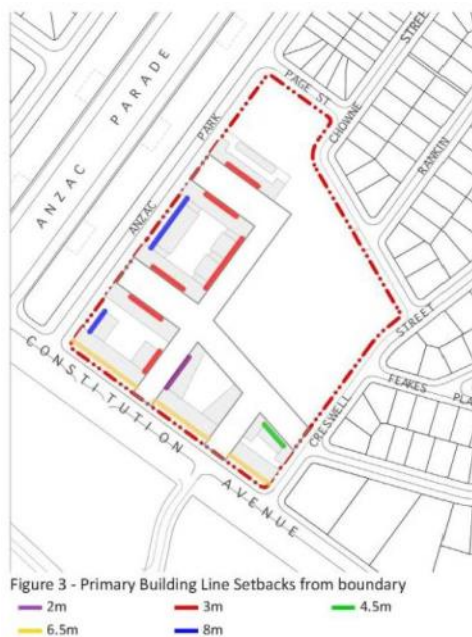 STREET
PAGE ST
CHOWNE
RANKIN
ANZAC PARADE
ANZAC PARK
STREET
CRESWELL
FLAKES PLA
CONSTITUTION AVENUE
Figure 3 - Primary Building Line Setbacks from boundary
2m
3m
4.5m
6.5m
8m